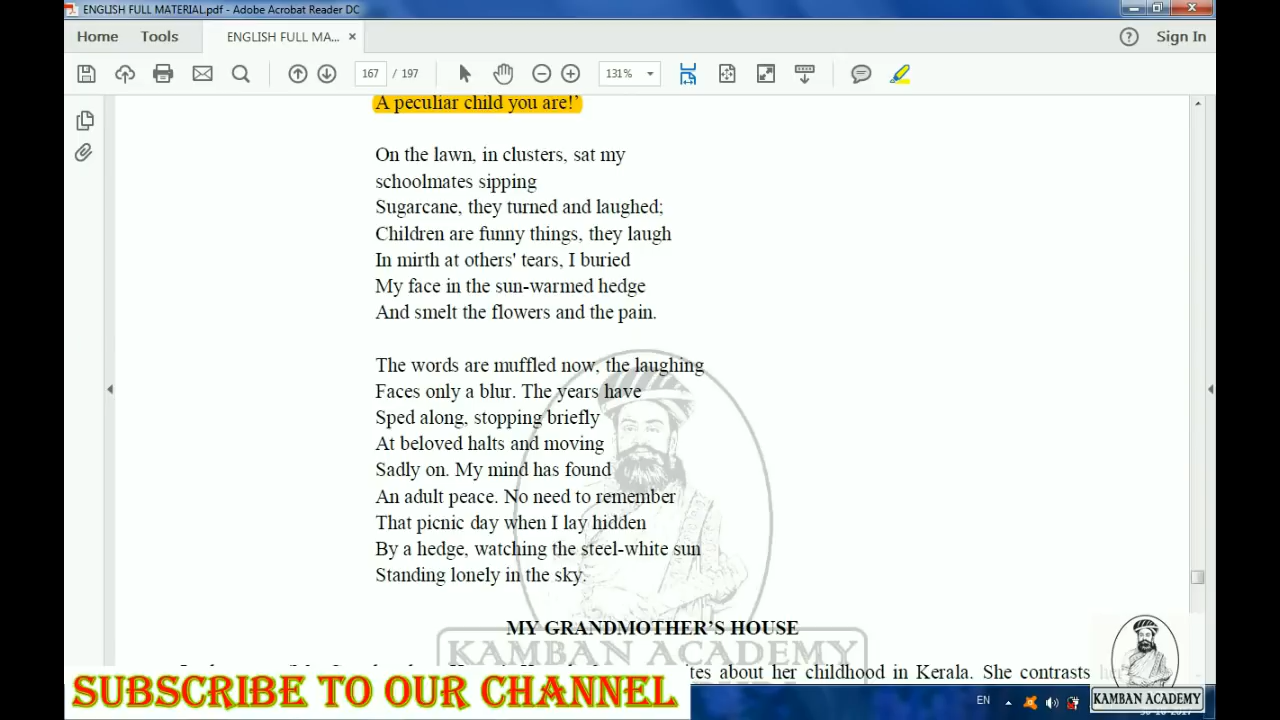 ENGLISH FULL MATERIAL.pdf - Adobe Acrobat Reader DC
Home Tools ENGLISH FULL MA... × Sign In
167 / 197 131%
A peculiar child you are!’
On the lawn, in clusters, sat my
schoolmates sipping
Sugarcane, they turned and laughed;
Children are funny things, they laugh
In mirth at others' tears, I buried
My face in the sun-warmed hedge
And smelt the flowers and the pain.
The words are muffled now, the laughing
Faces only a blur. The years have
Sped along, stopping briefly
At beloved halts and moving
Sadly on. My mind has found
An adult peace. No need to remember
That picnic day when I lay hidden
By a hedge, watching the steel-white sun
Standing lonely in the sky.
MY GRANDMOTHER’S HOUSE
KAMBAN ACADEMY
about her childhood in Kerala. She contrasts
SUBSCRIBE TO OUR CHANNEL
EN
KAMBAN ACADEMY